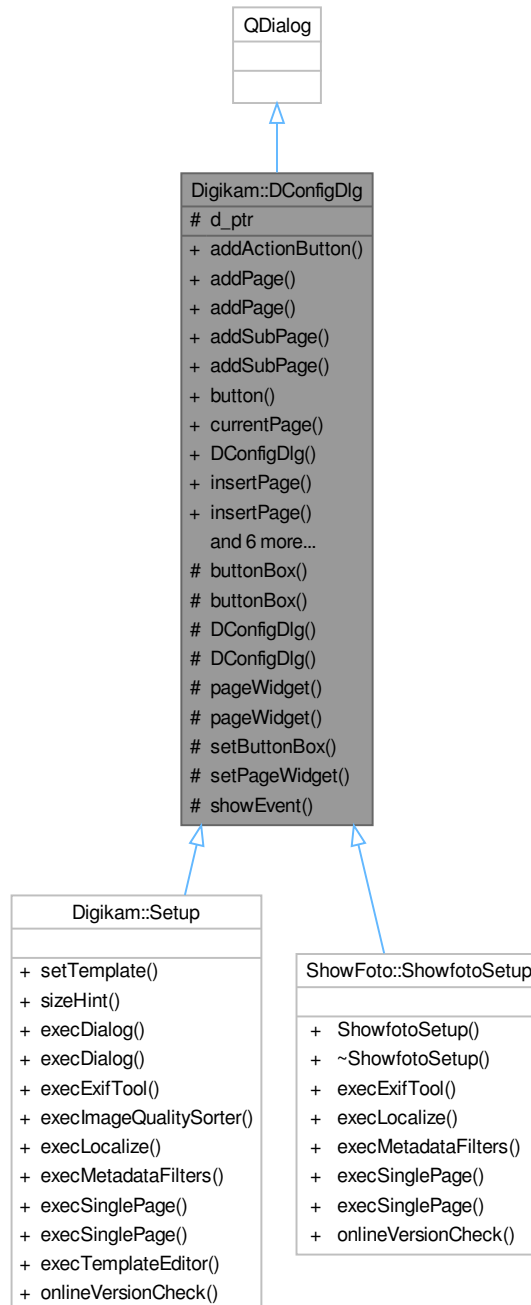 QDialog
Digikam::DConfigDlg
# d_ptr
+ addActionButton()
+ addPage()
+ addPage()
+ addSubPage()
+ addSubPage()
+ button()
+ currentPage()
+ DConfigDlg()
+ insertPage()
+ insertPage()
and 6 more...
# buttonBox()
# buttonBox()
# DConfigDlg()
# DConfigDlg()
# pageWidget()
# pageWidget()
# setButtonBox()
# setPageWidget()
# showEvent()
Digikam::Setup
+ setTemplate()
+ sizeHint()
+ execDialog()
+ execDialog()
+ execExifTool()
+ execImageQualitySorter()
+ execLocalize()
+ execMetadataFilters()
+ execSinglePage()
+ execSinglePage()
+ execTemplateEditor()
+ onlineVersionCheck()
ShowFoto::ShowfotoSetup
+ ShowfotoSetup()
+ ~ShowfotoSetup()
+ execExifTool()
+ execLocalize()
+ execMetadataFilters()
+ execSinglePage()
+ execSinglePage()
+ onlineVersionCheck()